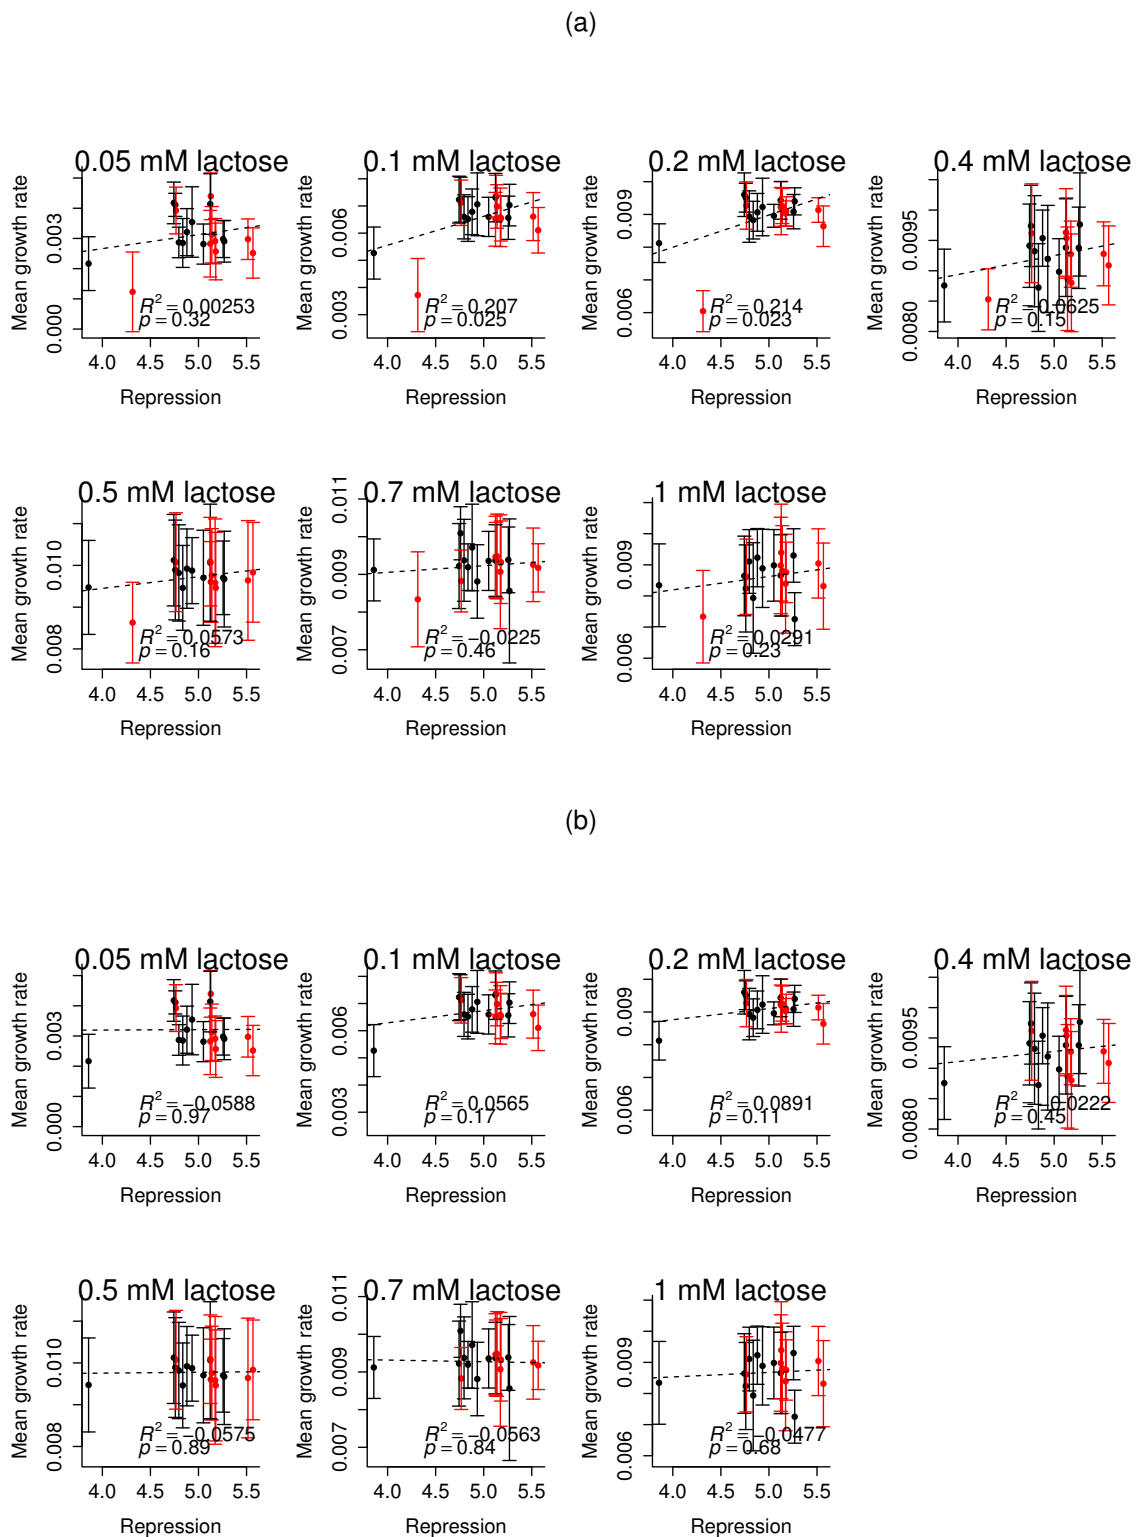 (a)
0.05 mM lactose
Mean growth rate
0.000 0.003
R² = 0.00253
p = 0.32
4.0 4.5 5.0 5.5
Repression
0.1 mM lactose
Mean growth rate
0.003 0.006 0.009
R² = 0.207
p = 0.025
4.0 4.5 5.0 5.5
Repression
0.2 mM lactose
Mean growth rate
0.006 0.009
R² = 0.214
p = 0.023
4.0 4.5 5.0 5.5
Repression
0.4 mM lactose
Mean growth rate
0.0080 0.0095
R² = 0.0625
p = 0.15
4.0 4.5 5.0 5.5
Repression
0.5 mM lactose
Mean growth rate
0.008 0.010
R² = 0.0573
p = 0.16
4.0 4.5 5.0 5.5
Repression
0.7 mM lactose
Mean growth rate
0.007 0.009 0.011
R² = −0.0225
p = 0.46
4.0 4.5 5.0 5.5
Repression
1 mM lactose
Mean growth rate
0.006 0.009
R² = 0.0291
p = 0.23
4.0 4.5 5.0 5.5
Repression
(b)
0.05 mM lactose
Mean growth rate
0.000 0.003
R² = −0.0588
p = 0.97
4.0 4.5 5.0 5.5
Repression
0.1 mM lactose
Mean growth rate
0.003 0.006
R² = 0.0565
p = 0.17
4.0 4.5 5.0 5.5
Repression
0.2 mM lactose
Mean growth rate
0.006 0.009
R² = 0.0891
p = 0.11
4.0 4.5 5.0 5.5
Repression
0.4 mM lactose
Mean growth rate
0.0080 0.0095
R² = −0.0222
p = 0.45
4.0 4.5 5.0 5.5
Repression
0.5 mM lactose
Mean growth rate
0.008 0.010
R² = −0.0575
p = 0.89
4.0 4.5 5.0 5.5
Repression
0.7 mM lactose
Mean growth rate
0.007 0.009 0.011
R² = −0.0563
p = 0.84
4.0 4.5 5.0 5.5
Repression
1 mM lactose
Mean growth rate
0.006 0.009
R² = −0.0477
p = 0.68
4.0 4.5 5.0 5.5
Repression